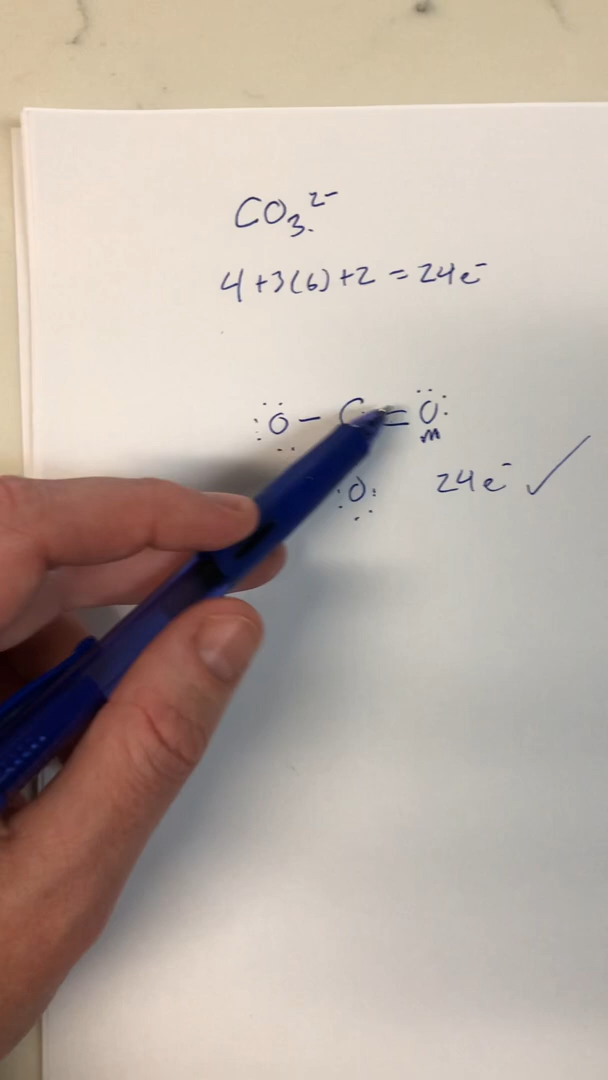 CO₃²⁻
4+3(6)+2 = 24e⁻
:Ö – C = Ö:
:O:
24e⁻ ✓